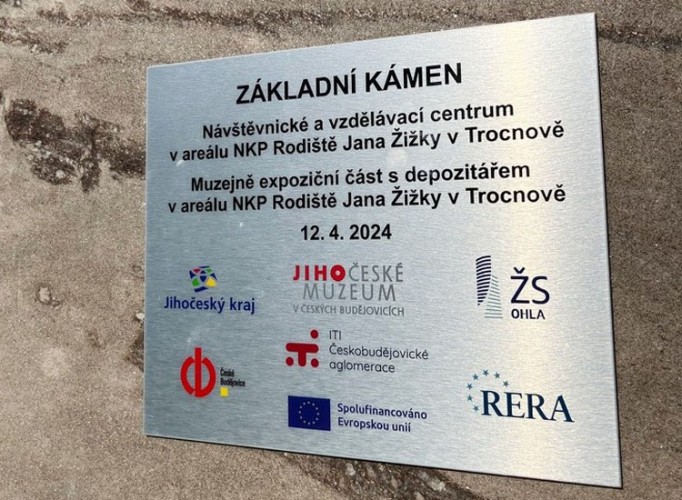 ZÁKLADNÍ KÁMEN
Návštěvnické a vzdělávací centrum
v areálu NKP Rodiště Jana Žižky v Trocnově
Muzejně expoziční část s depozitářem
v areálu NKP Rodiště Jana Žižky v Trocnově
12. 4. 2024
Jihočeský kraj
JIHOČESKÉ
MUZEUM
V ČESKÝCH BUDĚJOVICÍCH
ŽS
OHLA
České
Budějovice
ITI
Českobudějovické
aglomerace
Spolufinancováno
Evropskou unií
RERA